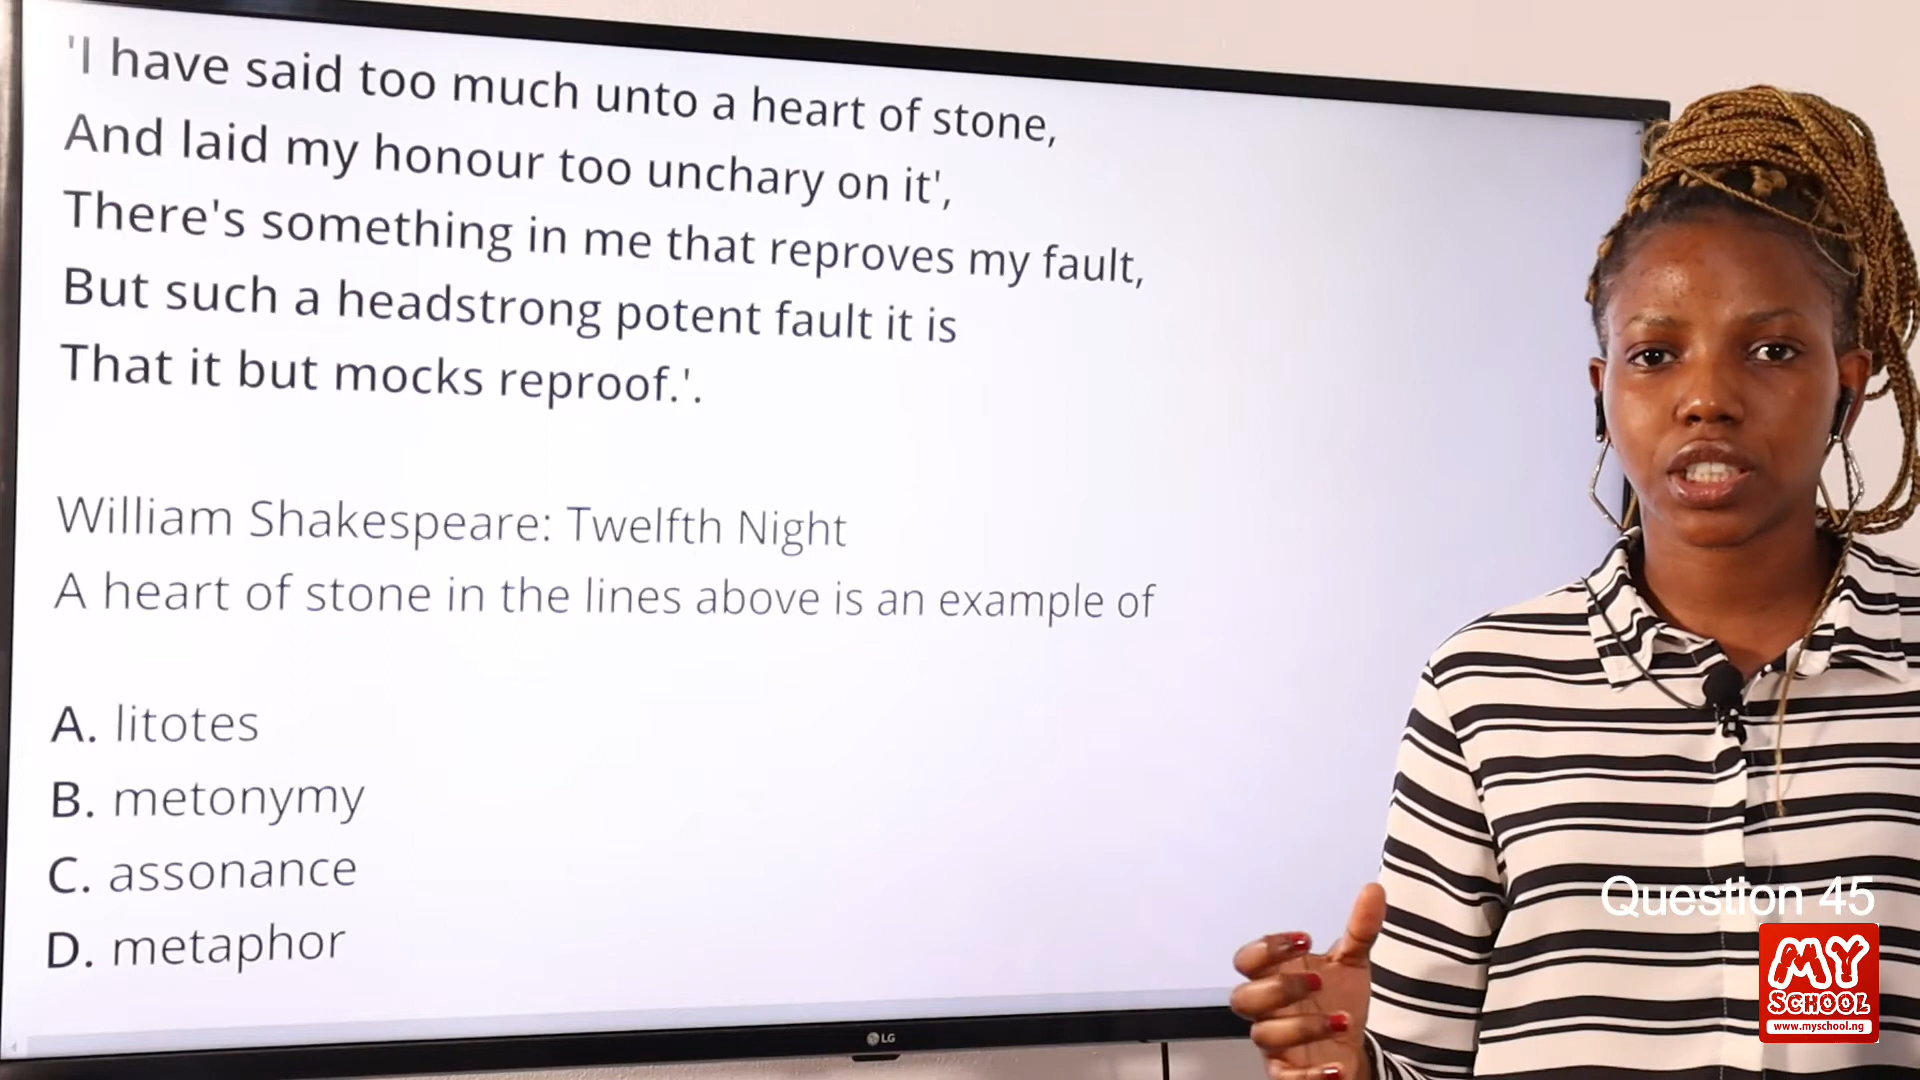 'I have said too much unto a heart of stone,
And laid my honour too unchary on it',
There's something in me that reproves my fault,
But such a headstrong potent fault it is
That it but mocks reproof.'.
William Shakespeare: Twelfth Night
A heart of stone in the lines above is an example of
A. litotes
B. metonymy
C. assonance
D. metaphor
LG
Question 45
MY
SCHOOL
www.myschool.ng